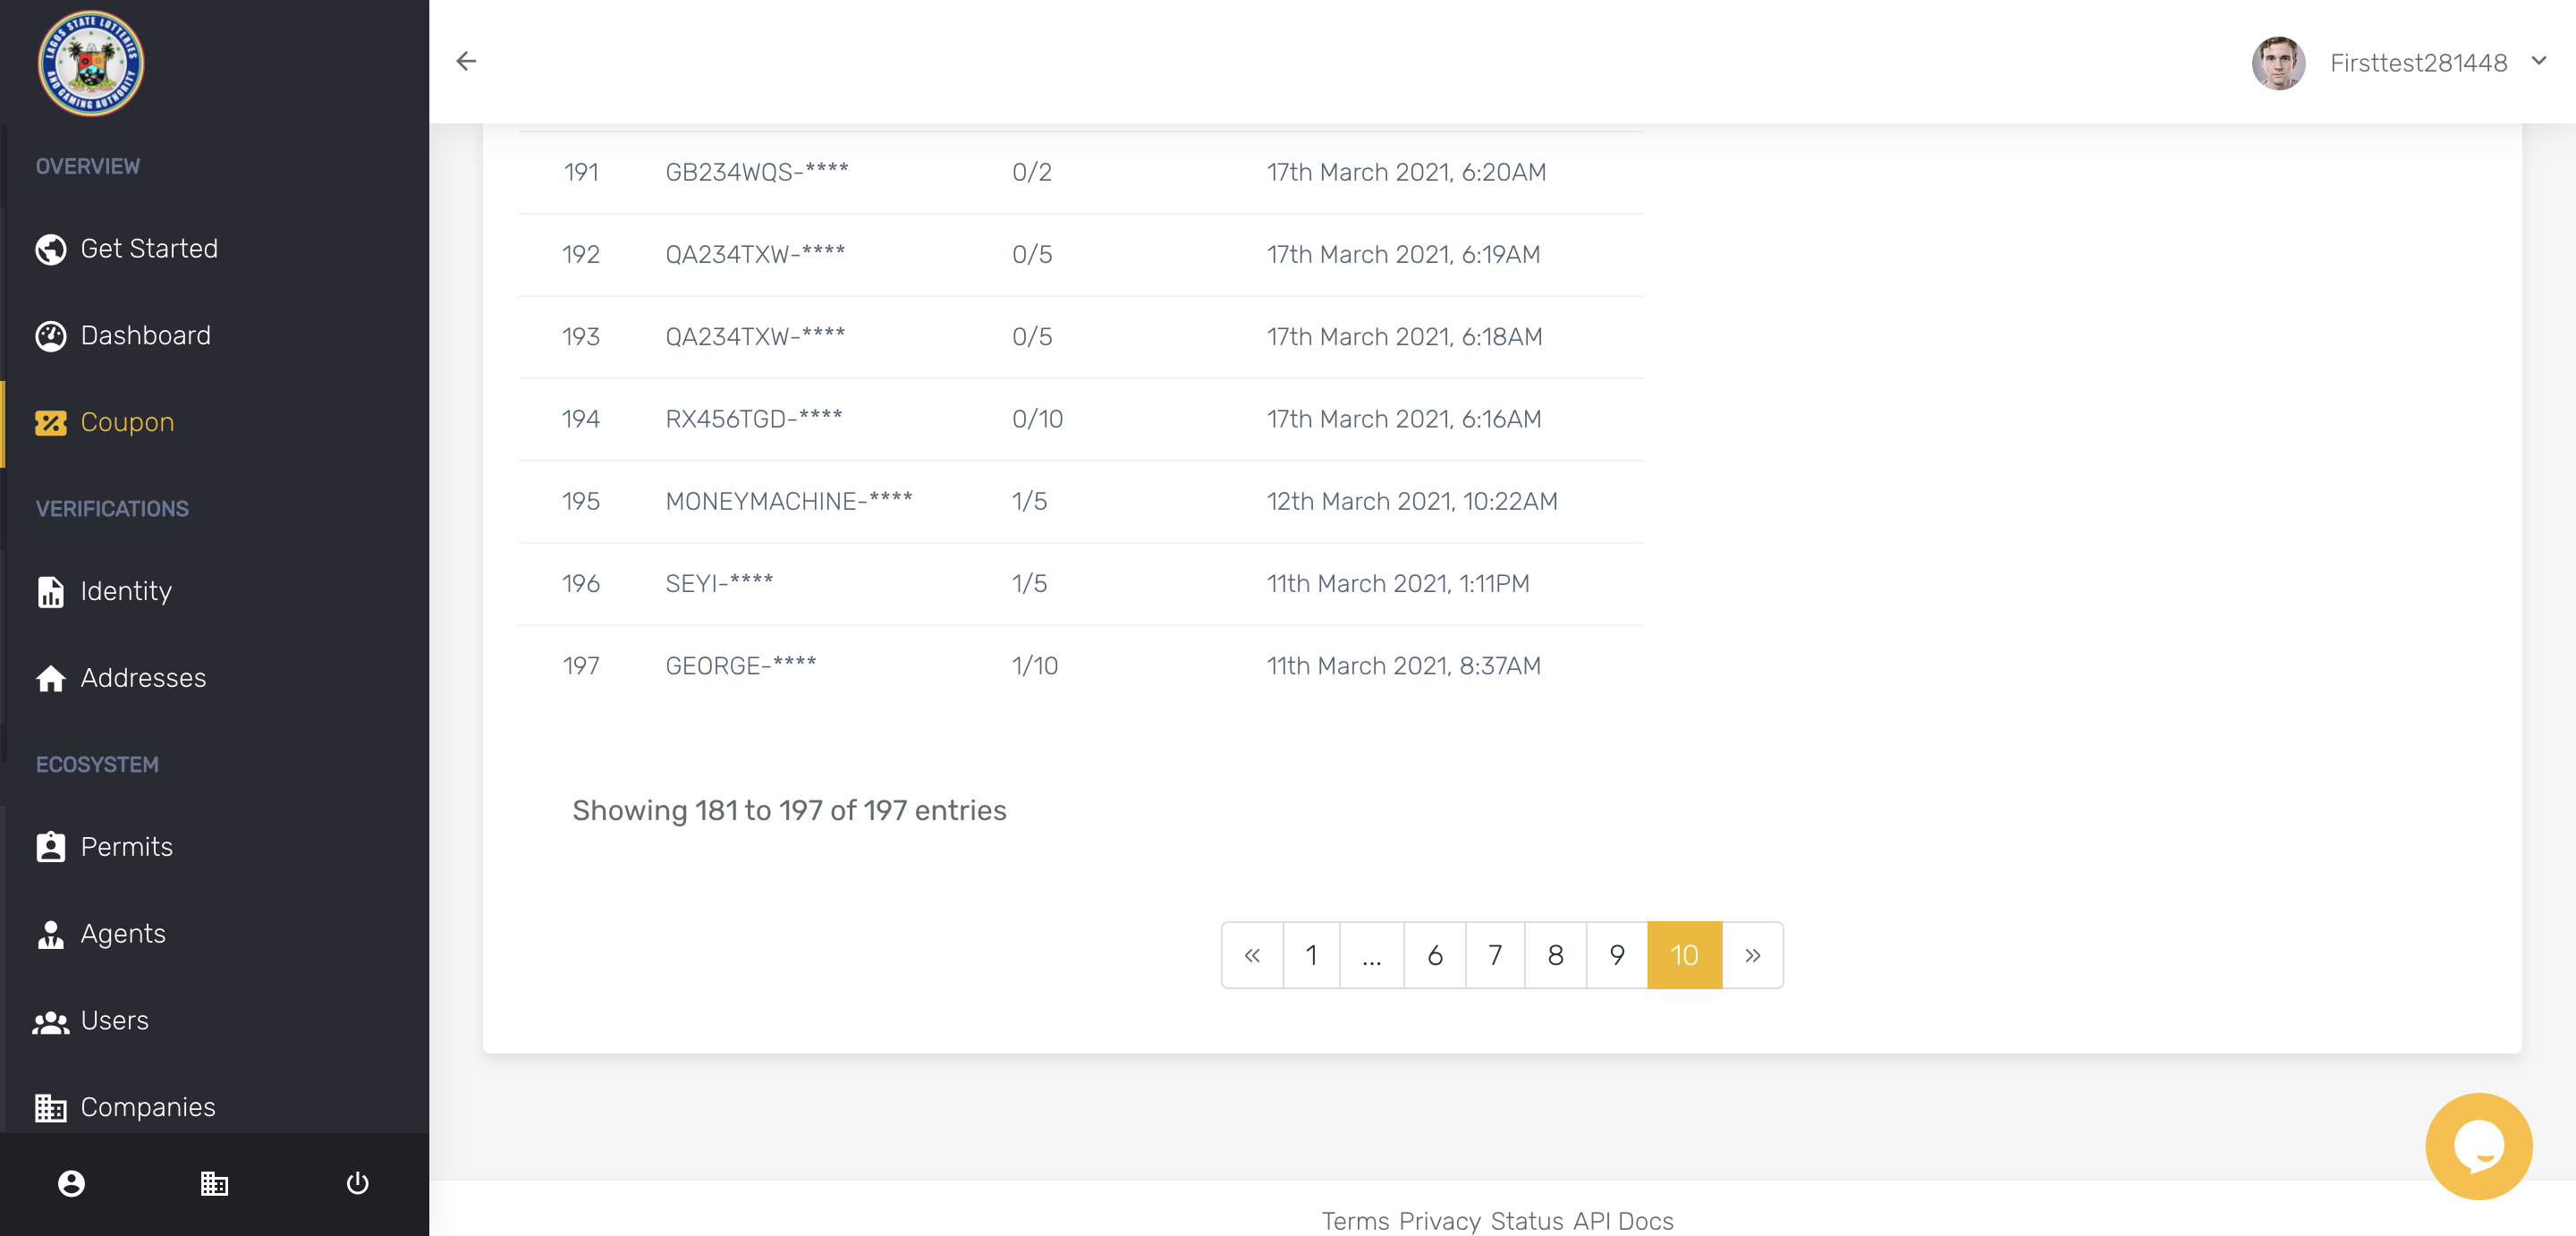 LAGOS STATE LOTTERIES
AND GAMING AUTHORITY
Firsttest281448
OVERVIEW
Get Started
Dashboard
Coupon
VERIFICATIONS
Identity
Addresses
ECOSYSTEM
Permits
Agents
Users
Companies
191 GB234WQS-**** 0/2 17th March 2021, 6:20AM
192 QA234TXW-**** 0/5 17th March 2021, 6:19AM
193 QA234TXW-**** 0/5 17th March 2021, 6:18AM
194 RX456TGD-**** 0/10 17th March 2021, 6:16AM
195 MONEYMACHINE-**** 1/5 12th March 2021, 10:22AM
196 SEYI-**** 1/5 11th March 2021, 1:11PM
197 GEORGE-**** 1/10 11th March 2021, 8:37AM
Showing 181 to 197 of 197 entries
« 1 ... 6 7 8 9 10 »
Terms Privacy Status API Docs